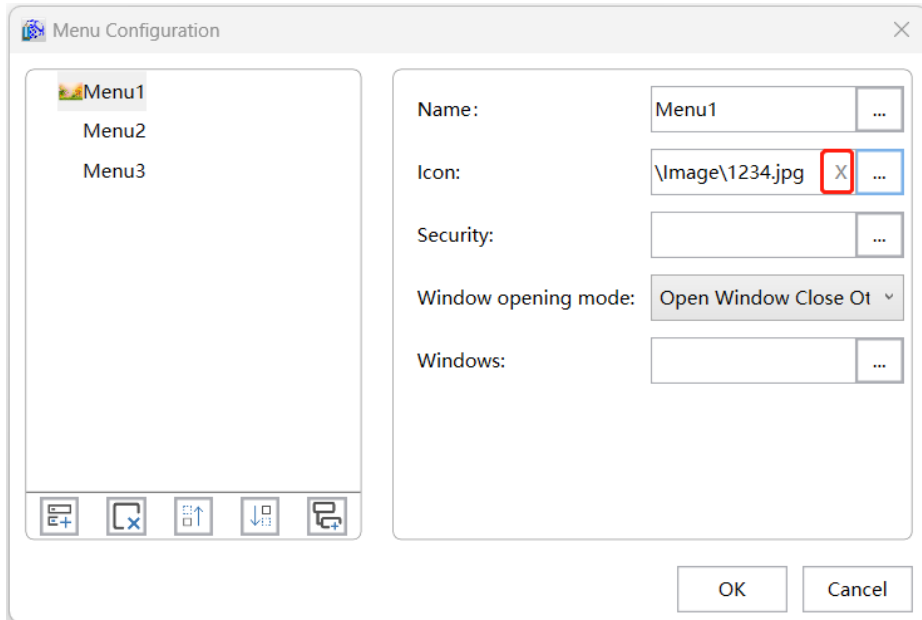 Menu Configuration
Menu1
Menu2
Menu3
Name:
Menu1
...
Icon:
\Image\1234.jpg
X
...
Security:
...
Window opening mode:
Open Window Close Ot
Windows:
...
OK
Cancel